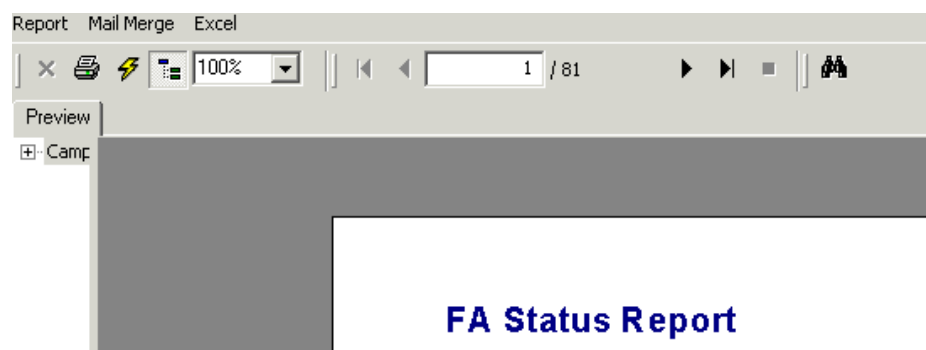 Report Mail Merge Excel
100% 1 / 81
Preview
Camp
FA Status Report